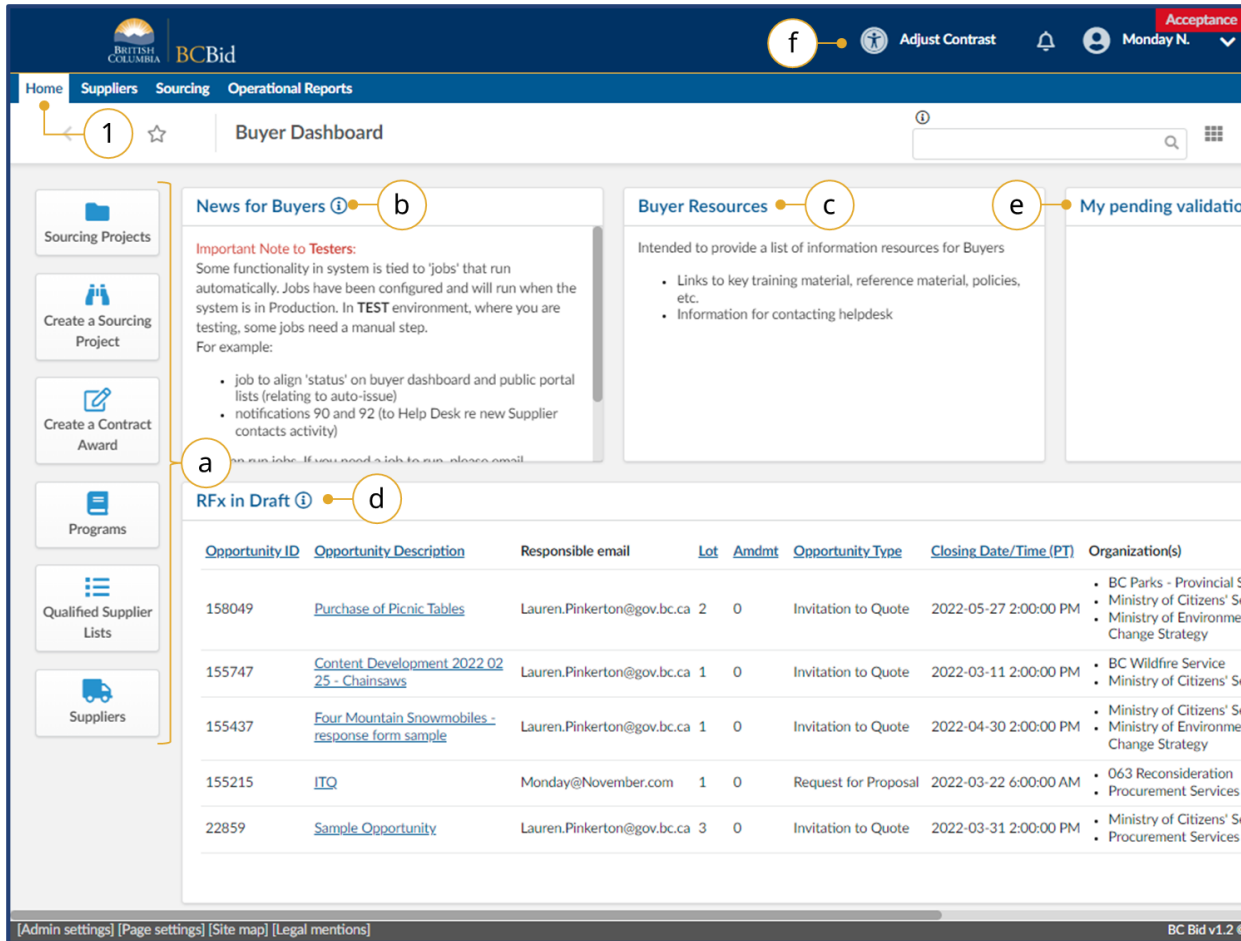 Acceptance
BRITISH COLUMBIA
BCBid
f
Adjust Contrast
Monday N.
Home Suppliers Sourcing Operational Reports
1
Buyer Dashboard
Sourcing Projects
Create a Sourcing
Project
Create a Contract
Award
Programs
Qualified Supplier
Lists
Suppliers
a
News for Buyers
b
Important Note to Testers:
Some functionality in system is tied to 'jobs' that run
automatically. Jobs have been configured and will run when the
system is in Production. In TEST environment, where you are
testing, some jobs need a manual step.
For example:
• job to align 'status' on buyer dashboard and public portal
lists (relating to auto-issue)
• notifications 90 and 92 (to Help Desk re new Supplier
contacts activity)
run jobs. If you need a job to run, please email
Buyer Resources
c
Intended to provide a list of information resources for Buyers
• Links to key training material, reference material, policies,
etc.
• Information for contacting helpdesk
e
My pending validatio
RFx in Draft
d
Opportunity ID Opportunity Description Responsible email Lot Amdmt Opportunity Type Closing Date/Time (PT) Organization(s)
158049 Purchase of Picnic Tables Lauren.Pinkerton@gov.bc.ca 2 0 Invitation to Quote 2022-05-27 2:00:00 PM
• BC Parks - Provincial S
• Ministry of Citizens' Se
• Ministry of Environme
Change Strategy
155747 Content Development 2022 02
25 - Chainsaws
Lauren.Pinkerton@gov.bc.ca 1 0 Invitation to Quote 2022-03-11 2:00:00 PM
• BC Wildfire Service
• Ministry of Citizens' Se
155437 Four Mountain Snowmobiles -
response form sample
Lauren.Pinkerton@gov.bc.ca 1 0 Invitation to Quote 2022-04-30 2:00:00 PM
• Ministry of Citizens' Se
• Ministry of Environme
Change Strategy
155215 ITQ Monday@November.com 1 0 Request for Proposal 2022-03-22 6:00:00 AM
• 063 Reconsideration
• Procurement Services
22859 Sample Opportunity Lauren.Pinkerton@gov.bc.ca 3 0 Invitation to Quote 2022-03-31 2:00:00 PM
• Ministry of Citizens' Se
• Procurement Services
[Admin settings] [Page settings] [Site map] [Legal mentions]
BC Bid v1.2 ©